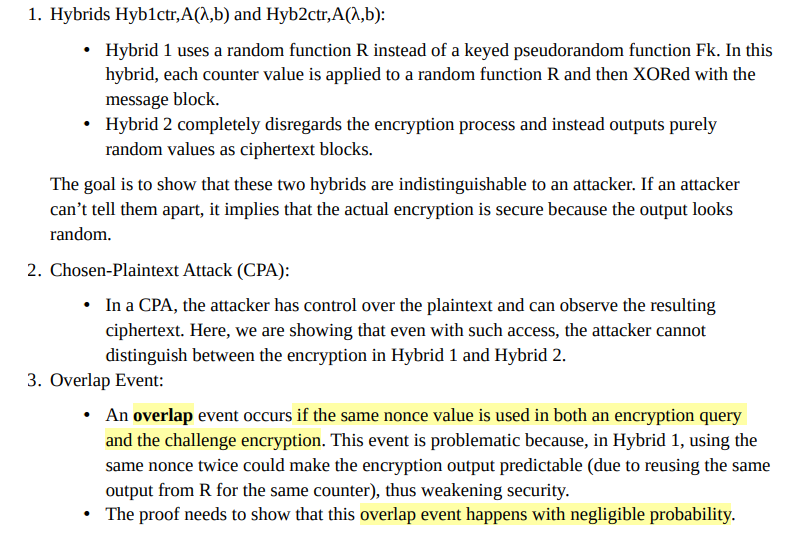 1. Hybrids Hyb1ctr,A(λ,b) and Hyb2ctr,A(λ,b):
• Hybrid 1 uses a random function R instead of a keyed pseudorandom function Fk. In this
hybrid, each counter value is applied to a random function R and then XORed with the
message block.
• Hybrid 2 completely disregards the encryption process and instead outputs purely
random values as ciphertext blocks.
The goal is to show that these two hybrids are indistinguishable to an attacker. If an attacker
can’t tell them apart, it implies that the actual encryption is secure because the output looks
random.
2. Chosen-Plaintext Attack (CPA):
• In a CPA, the attacker has control over the plaintext and can observe the resulting
ciphertext. Here, we are showing that even with such access, the attacker cannot
distinguish between the encryption in Hybrid 1 and Hybrid 2.
3. Overlap Event:
• An overlap event occurs if the same nonce value is used in both an encryption query
and the challenge encryption. This event is problematic because, in Hybrid 1, using the
same nonce twice could make the encryption output predictable (due to reusing the same
output from R for the same counter), thus weakening security.
• The proof needs to show that this overlap event happens with negligible probability.